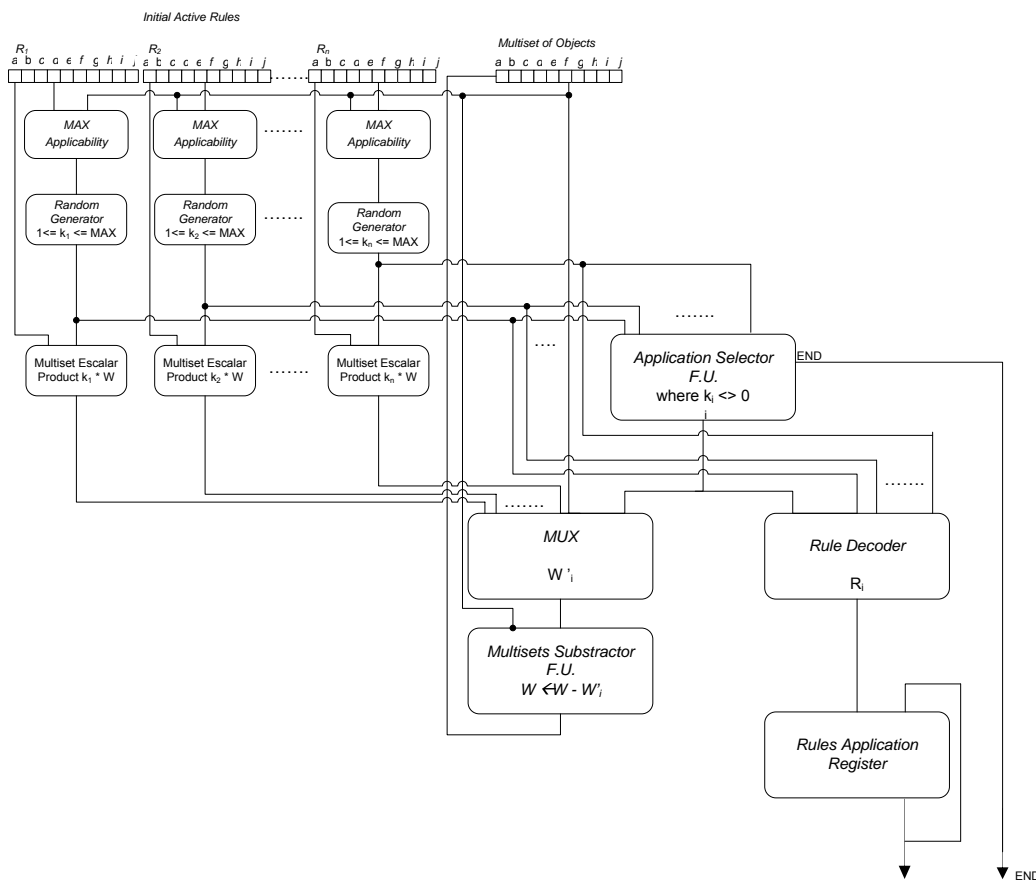 Initial Active Rules
R1 R2 Rn Multiset of Objects
a b c d e f g h i j a b c d e f g h i j ....... a b c d e f g h i j a b c d e f g h i j
MAX
Applicability
MAX
Applicability
.......
MAX
Applicability
Random
Generator
1<= k1 <= MAX
Random
Generator
1<= k2 <= MAX
.......
Random
Generator
1<= kn <= MAX
.......
....
Multiset Escalar
Product k1 * W
Multiset Escalar
Product k2 * W
.......
Multiset Escalar
Product kn * W
Application Selector
F.U.
where ki <> 0
i
END
.......
.......
MUX
W 'i
Rule Decoder
Ri
Multisets Substractor
F.U.
W ←W - W'i
Rules Application
Register
END